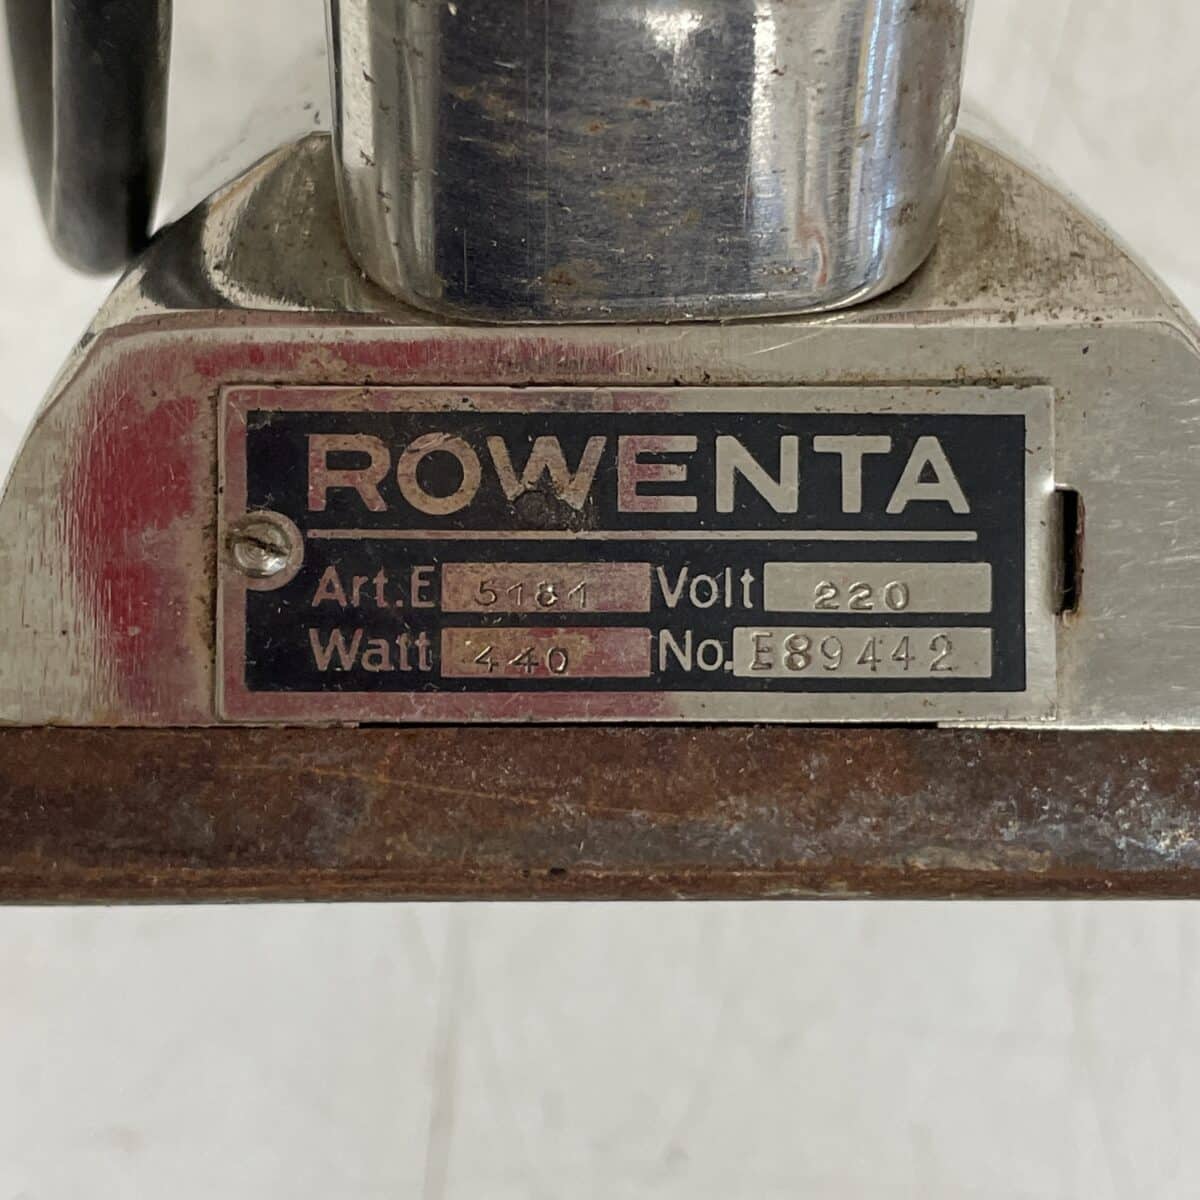 ROWENTA
Art.E 5181 Volt 220
Watt 440 No. E89442